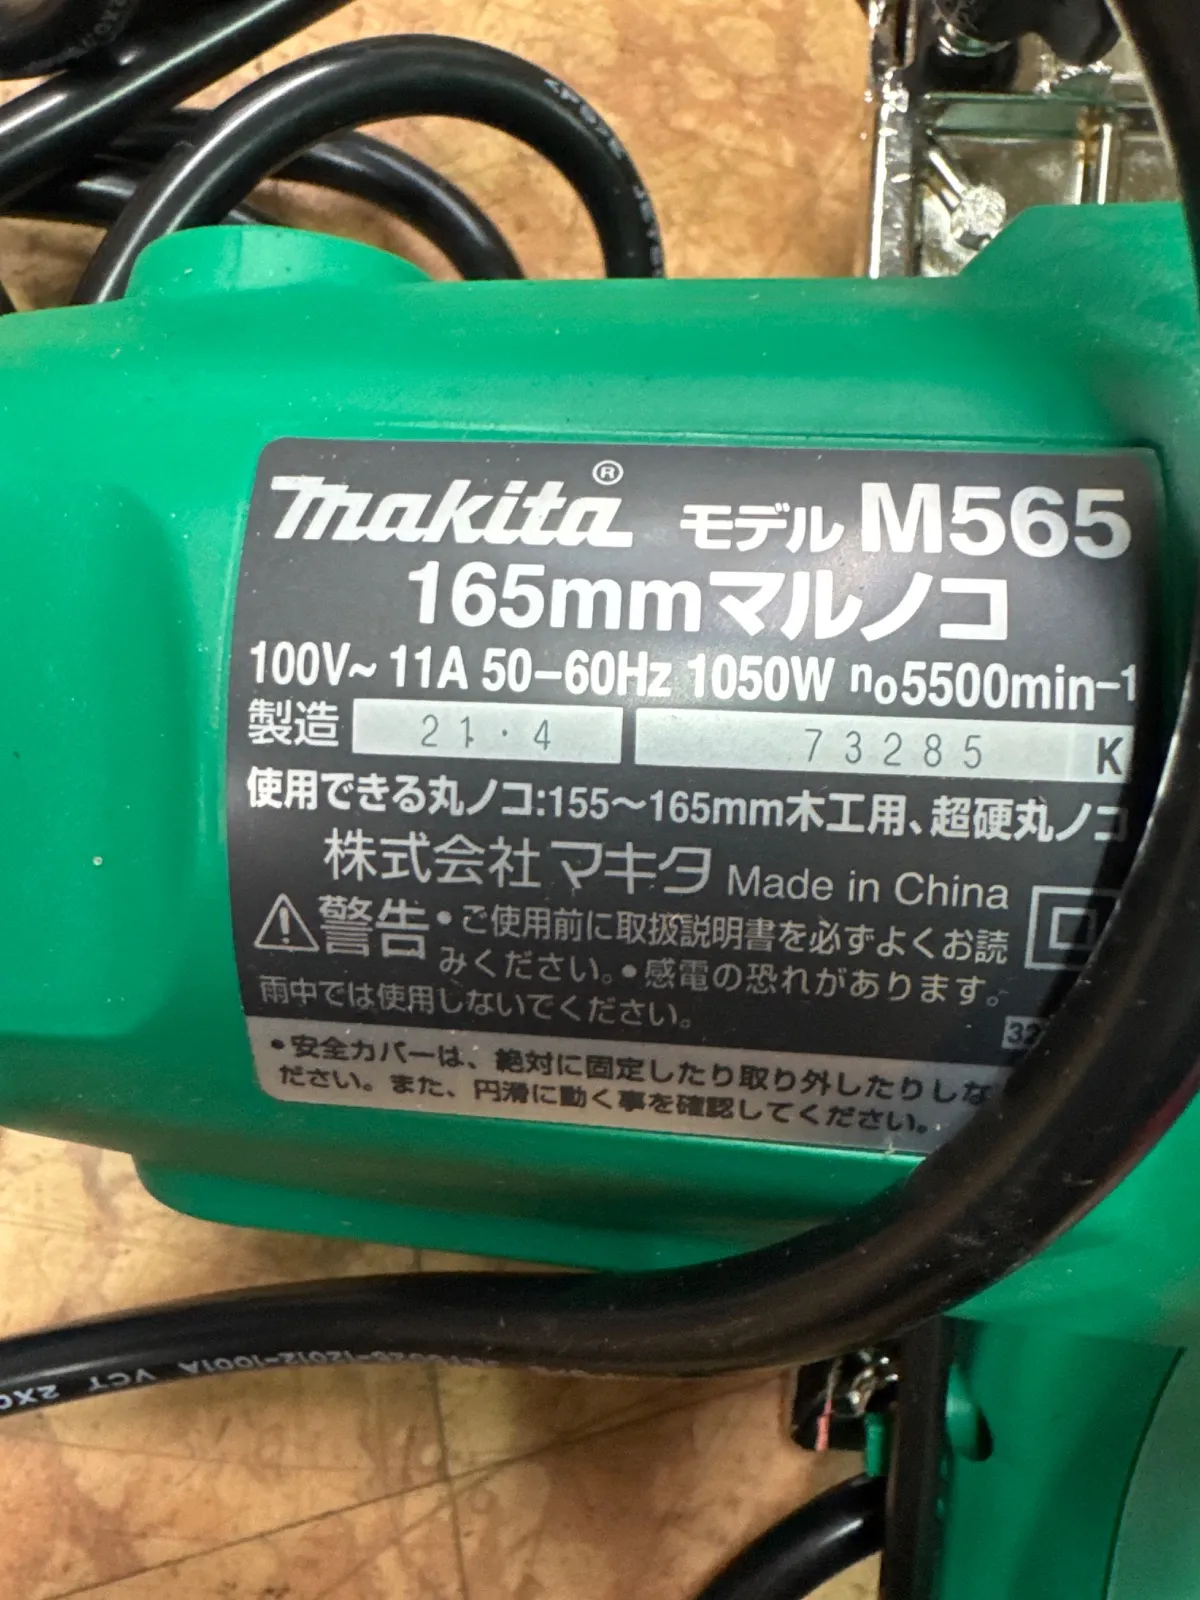 makita® モデル M565
165mmマルノコ
100V~ 11A 50-60Hz 1050W n₀5500min⁻¹
製造 21.4 73285 K
使用できる丸ノコ:155~165mm木工用、超硬丸ノコ
株式会社マキタ Made in China
⚠警告 •ご使用前に取扱説明書を必ずよくお読
みください。•感電の恐れがあります。
雨中では使用しないでください。
32
•安全カバーは、絶対に固定したり取り外したりしな
ださい。また、円滑に動く事を確認してください。
12012-1001A VCT